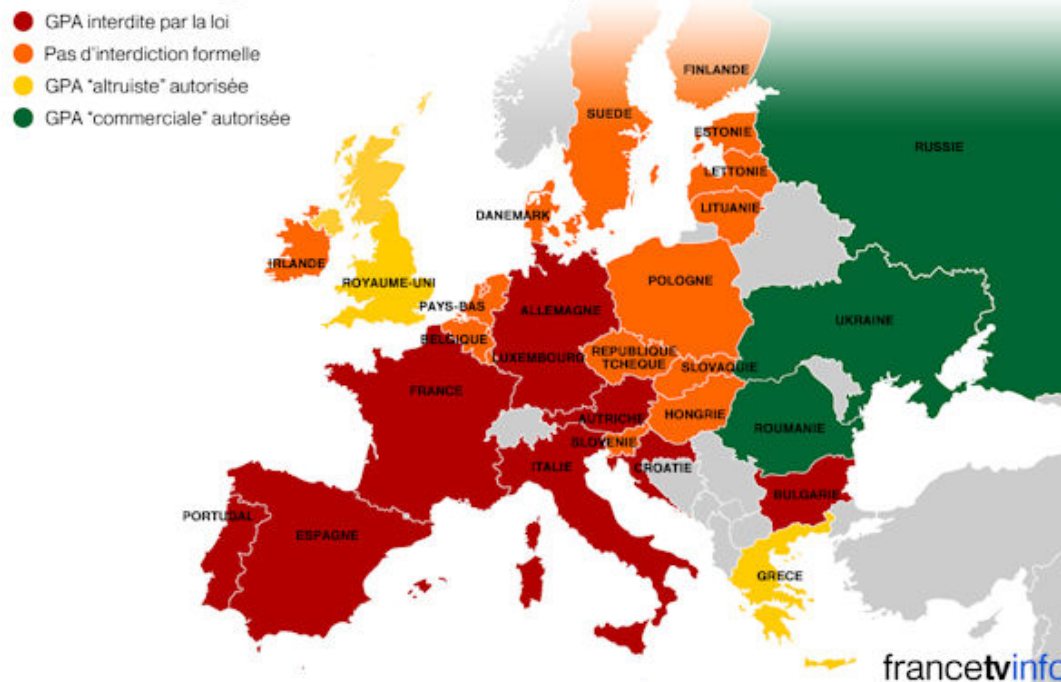 GPA interdite par la loi
Pas d'interdiction formelle
GPA "altruiste" autorisée
GPA "commerciale" autorisée
FINLANDE
SUEDE
ESTONIE
RUSSIE
LETTONIE
LITUANIE
DANEMARK
IRLANDE
ROYAUME-UNI
POLOGNE
PAYS-BAS
ALLEMAGNE
UKRAINE
BELGIQUE
LUXEMBOURG
REPUBLIQUE
TCHEQUE
SLOVAQUIE
FRANCE
HONGRIE
AUTRICHE
ROUMANIE
SLOVENIE
ITALIE
CROATIE
BULGARIE
PORTUGAL
ESPAGNE
GRECE
francetvinfo